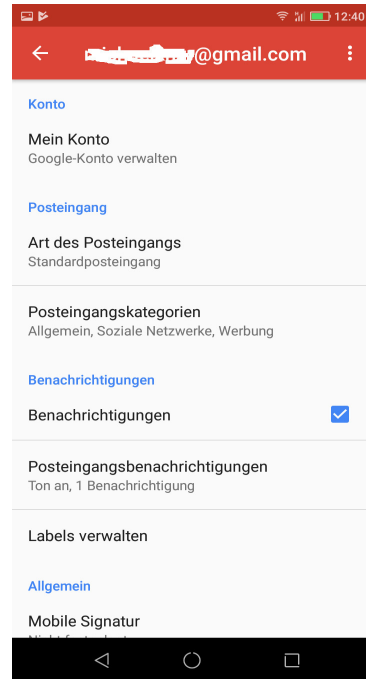 12:40
@gmail.com
Konto
Mein Konto
Google-Konto verwalten
Posteingang
Art des Posteingangs
Standardposteingang
Posteingangskategorien
Allgemein, Soziale Netzwerke, Werbung
Benachrichtigungen
Benachrichtigungen
Posteingangsbenachrichtigungen
Ton an, 1 Benachrichtigung
Labels verwalten
Allgemein
Mobile Signatur